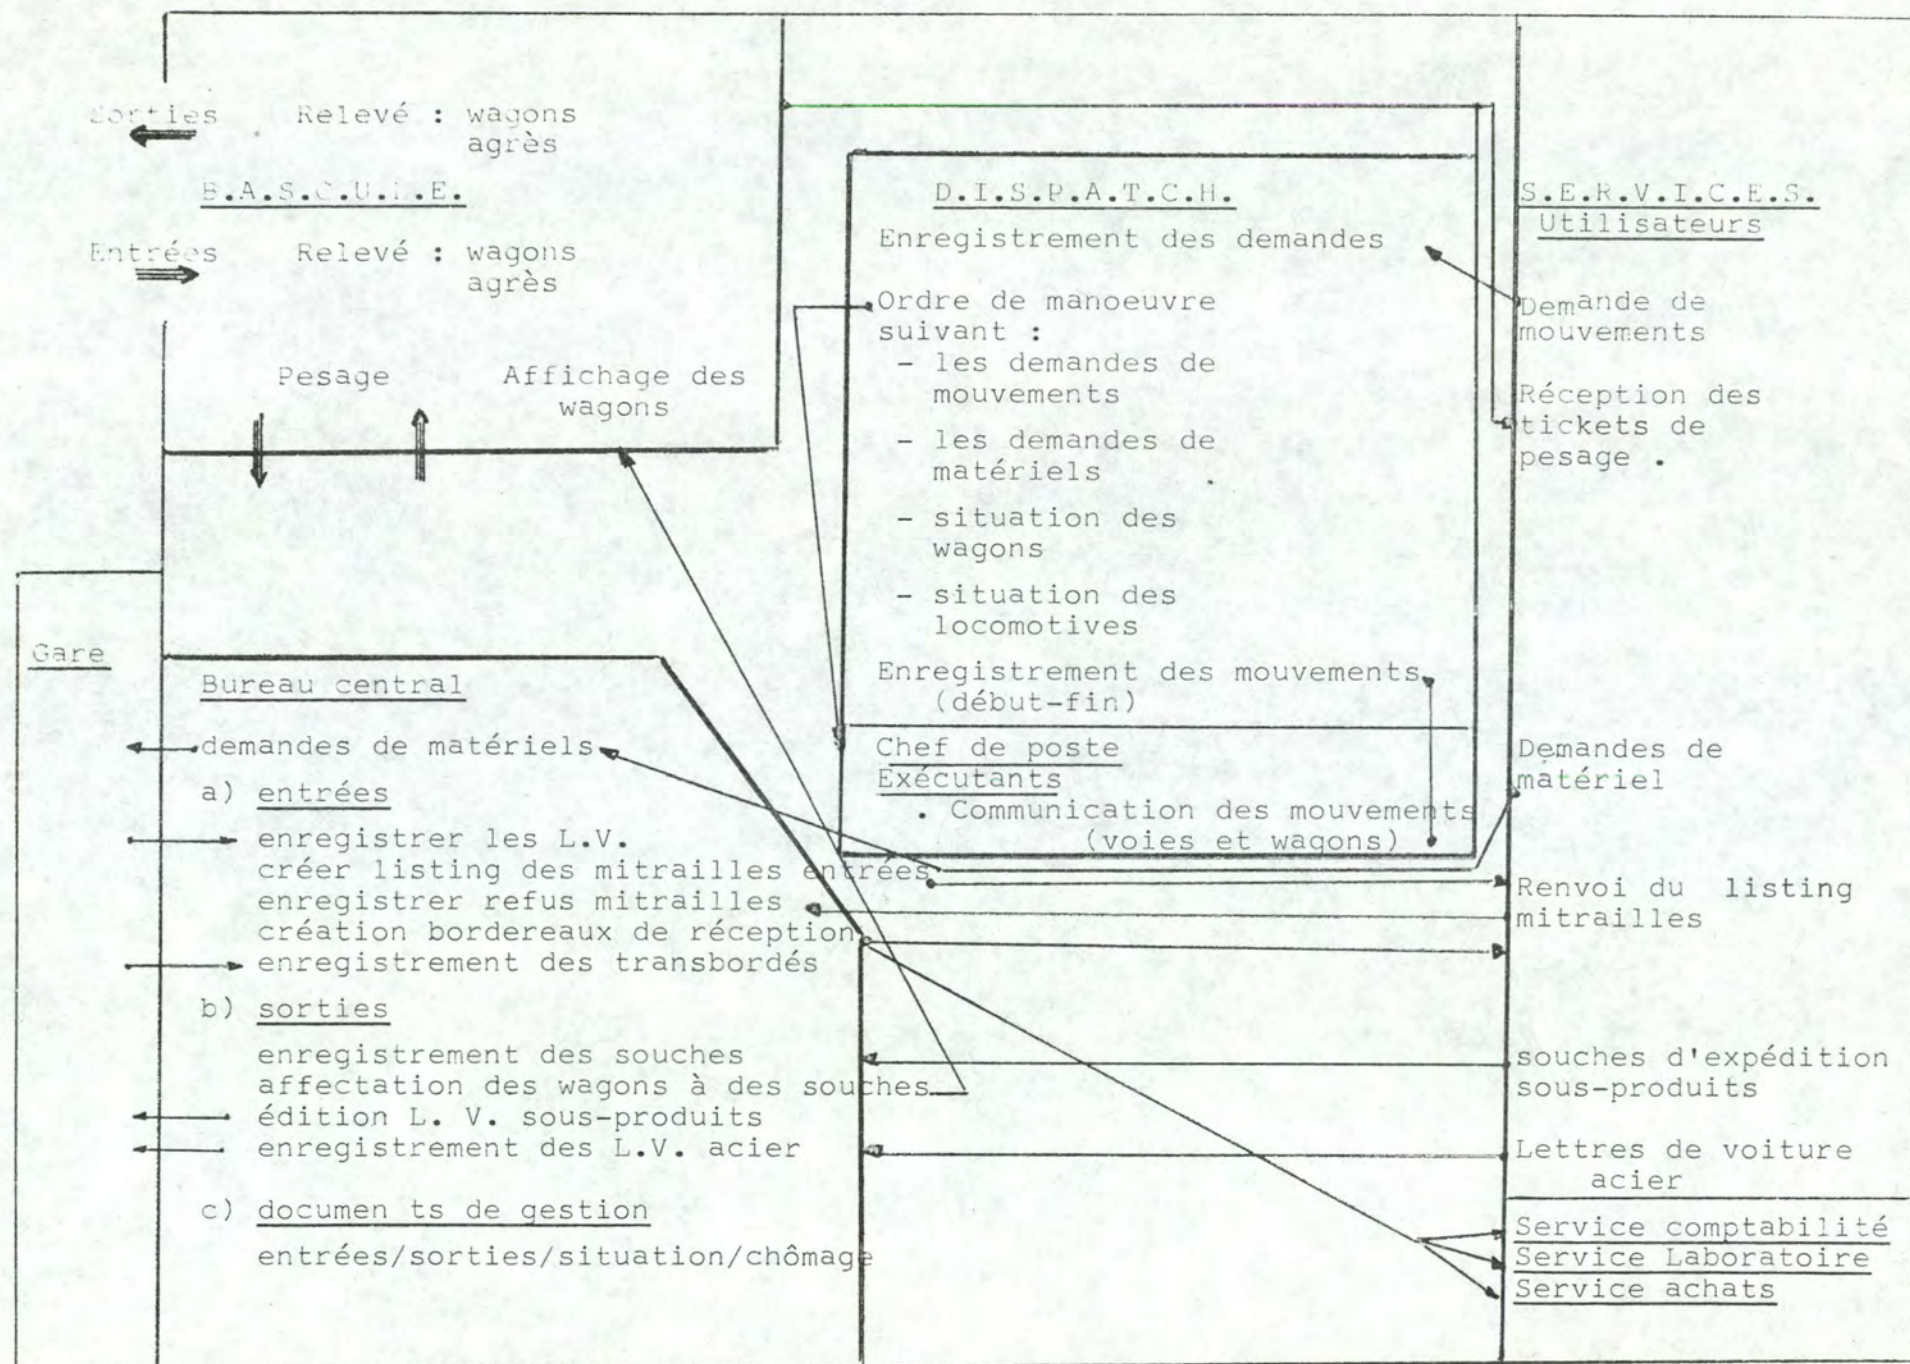 Sorties Relevé : wagons
agrès
B.A.S.C.U.L.E.
Entrées Relevé : wagons
agrès
Pesage
Affichage des
wagons
D.I.S.P.A.T.C.H.
Enregistrement des demandes
Ordre de manoeuvre
suivant :
- les demandes de
mouvements
- les demandes de
matériels
- situation des
wagons
- situation des
locomotives
Enregistrement des mouvements
(début-fin)
Chef de poste
Exécutants
. Communication des mouvements
(voies et wagons)
S.E.R.V.I.C.E.S.
Utilisateurs
Demande de
mouvements
Réception des
tickets de
pesage .
Demandes de
matériel
Renvoi du listing
mitrailles
souches d'expédition
sous-produits
Lettres de voiture
acier
Service comptabilité
Service Laboratoire
Service achats
Gare
Bureau central
demandes de matériels
a) entrées
enregistrer les L.V.
créer listing des mitrailles entrées
enregistrer refus mitrailles
création bordereaux de réception
enregistrement des transbordés
b) sorties
enregistrement des souches
affectation des wagons à des souches
édition L. V. sous-produits
enregistrement des L.V. acier
c) documen ts de gestion
entrées/sorties/situation/chômage